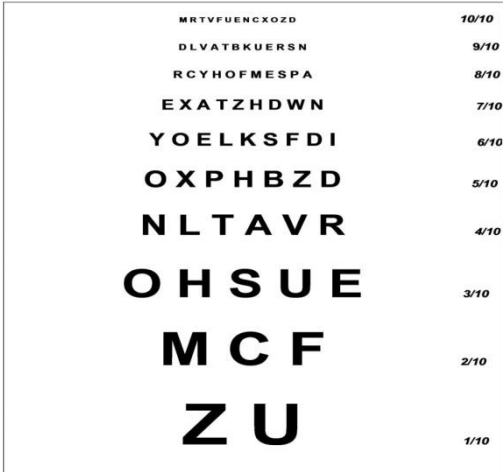 MRTVFUENCXOZD 10/10
DLVATBKUERSN 9/10
RCYHOFMESPA 8/10
EXATZHDWN 7/10
YOELKSFDI 6/10
OXPHBZD 5/10
NLTAVR 4/10
OHSUE 3/10
MCF 2/10
ZU 1/10